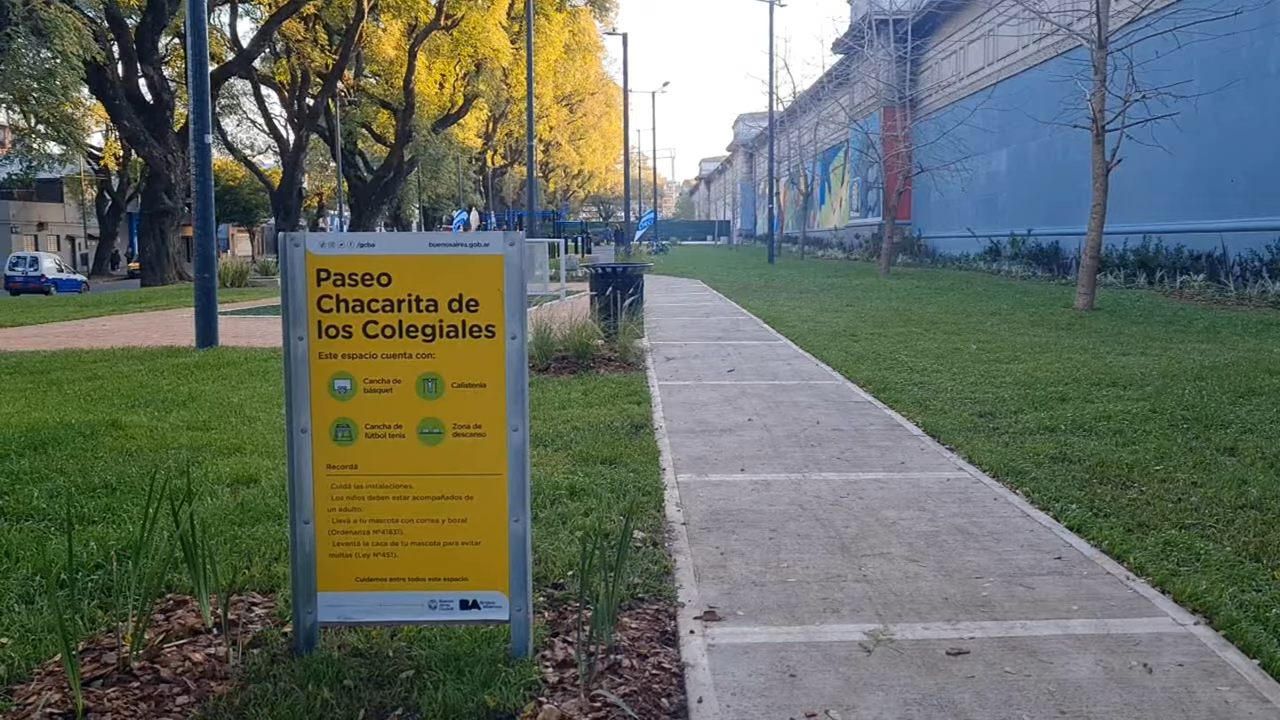 /gcba buenosaires.gob.ar
Paseo
Chacarita de
los Colegiales
Este espacio cuenta con:
Cancha de
básquet
Calistenia
Cancha de
fútbol tenis
Zona de
descanso
Recordá
· Cuidá las instalaciones.
· Los niños deben estar acompañados de
un adulto.
· Llevá a tu mascota con correa y bozal
(Ordenanza Nº41831).
· Levantá la caca de tu mascota para evitar
multas (Ley Nº451).
Cuidemos entre todos este espacio.
BA